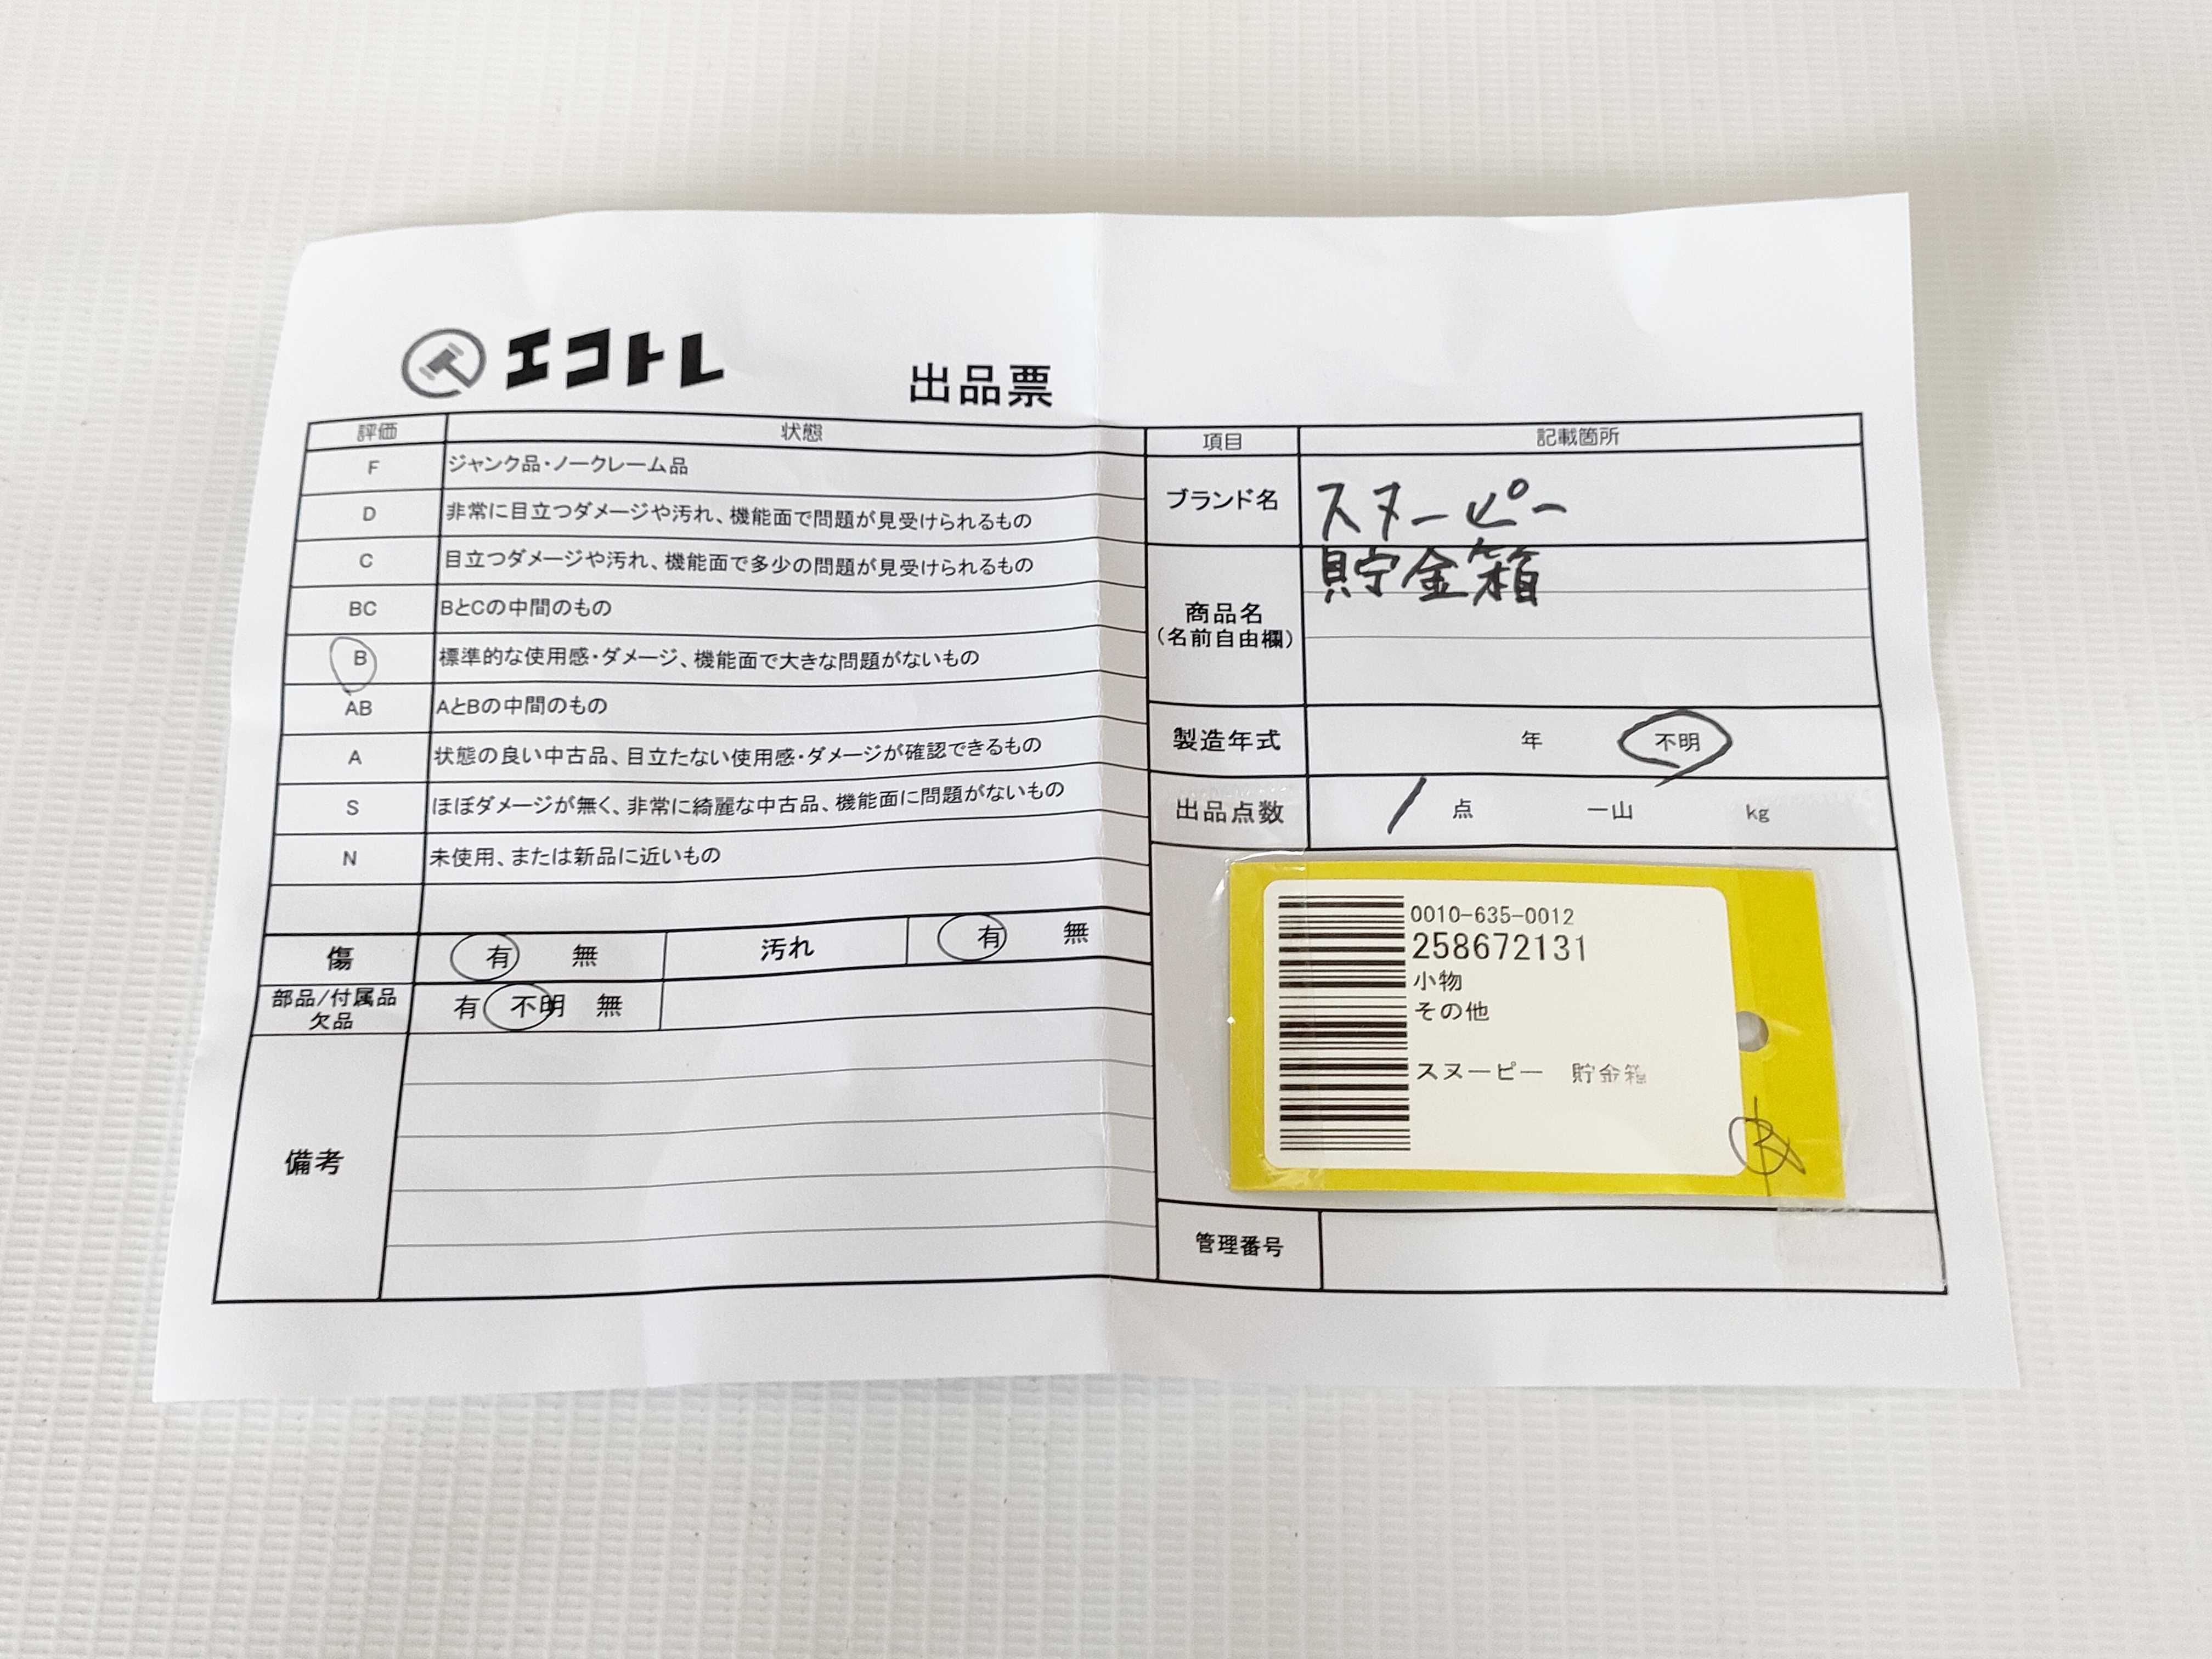 エコトレ
出品票
評価 状態
F ジャンク品・ノークレーム品
D 非常に目立つダメージや汚れ、機能面で問題が見受けられるもの
C 目立つダメージや汚れ、機能面で多少の問題が見受けられるもの
BC BとCの中間のもの
B 標準的な使用感・ダメージ、機能面で大きな問題がないもの
AB AとBの中間のもの
A 状態の良い中古品、目立たない使用感・ダメージが確認できるもの
S ほぼダメージが無く、非常に綺麗な中古品、機能面に問題がないもの
N 未使用、または新品に近いもの
傷 有 無 汚れ 有 無
部品/付属品
欠品
有 不明 無
備考
項目 記載箇所
ブランド名 スヌーピー
商品名
(名前自由欄)
貯金箱
製造年式 年 不明
出品点数 1 点 一山 kg
0010-635-0012
258672131
小物
その他
スヌーピー 貯金箱
管理番号